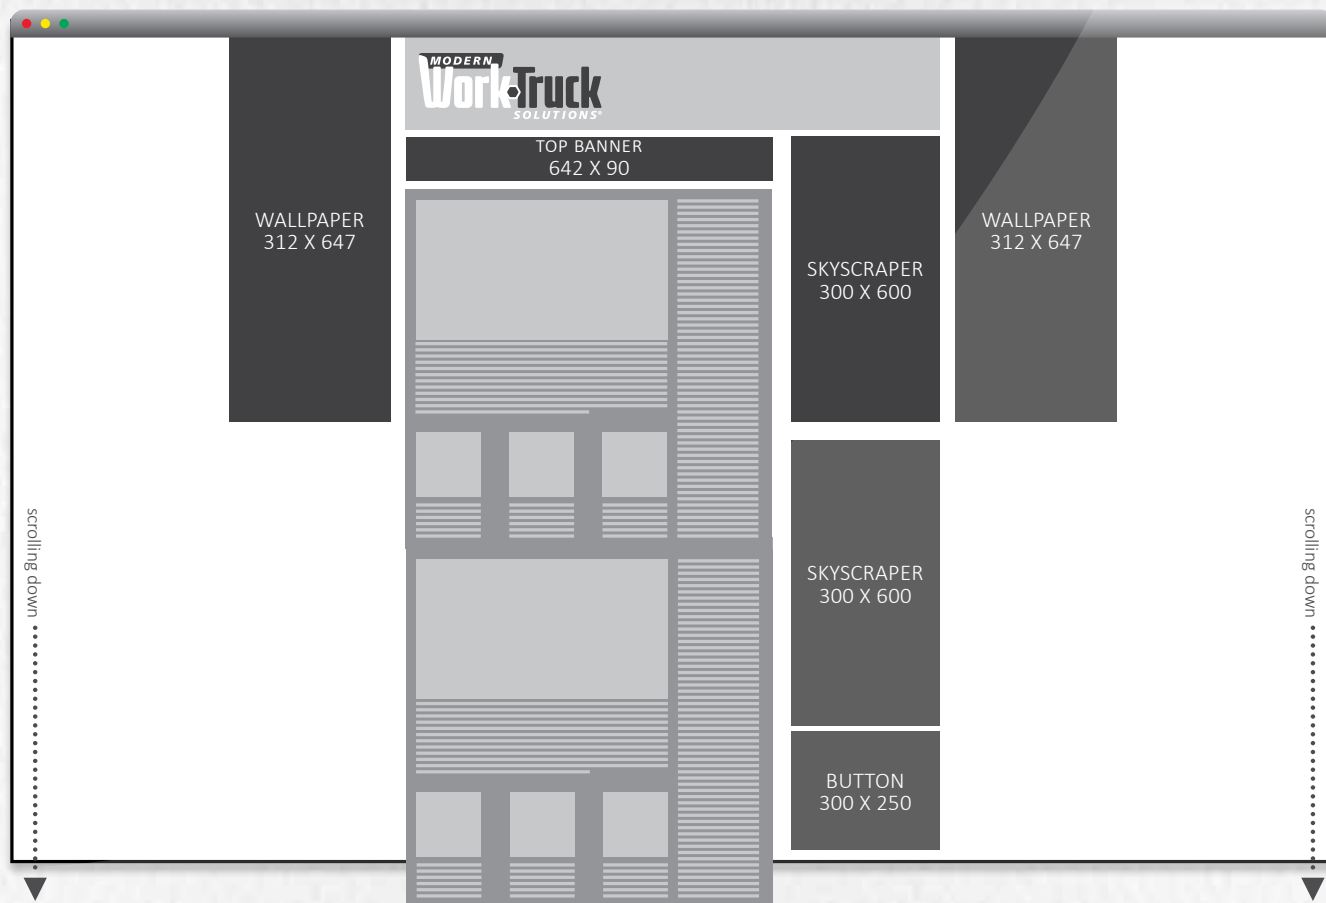 MODERN
Work Truck
SOLUTIONS®
TOP BANNER
642 X 90
WALLPAPER
312 X 647
SKYSCRAPER
300 X 600
WALLPAPER
312 X 647
SKYSCRAPER
300 X 600
BUTTON
300 X 250
scrolling down
scrolling down